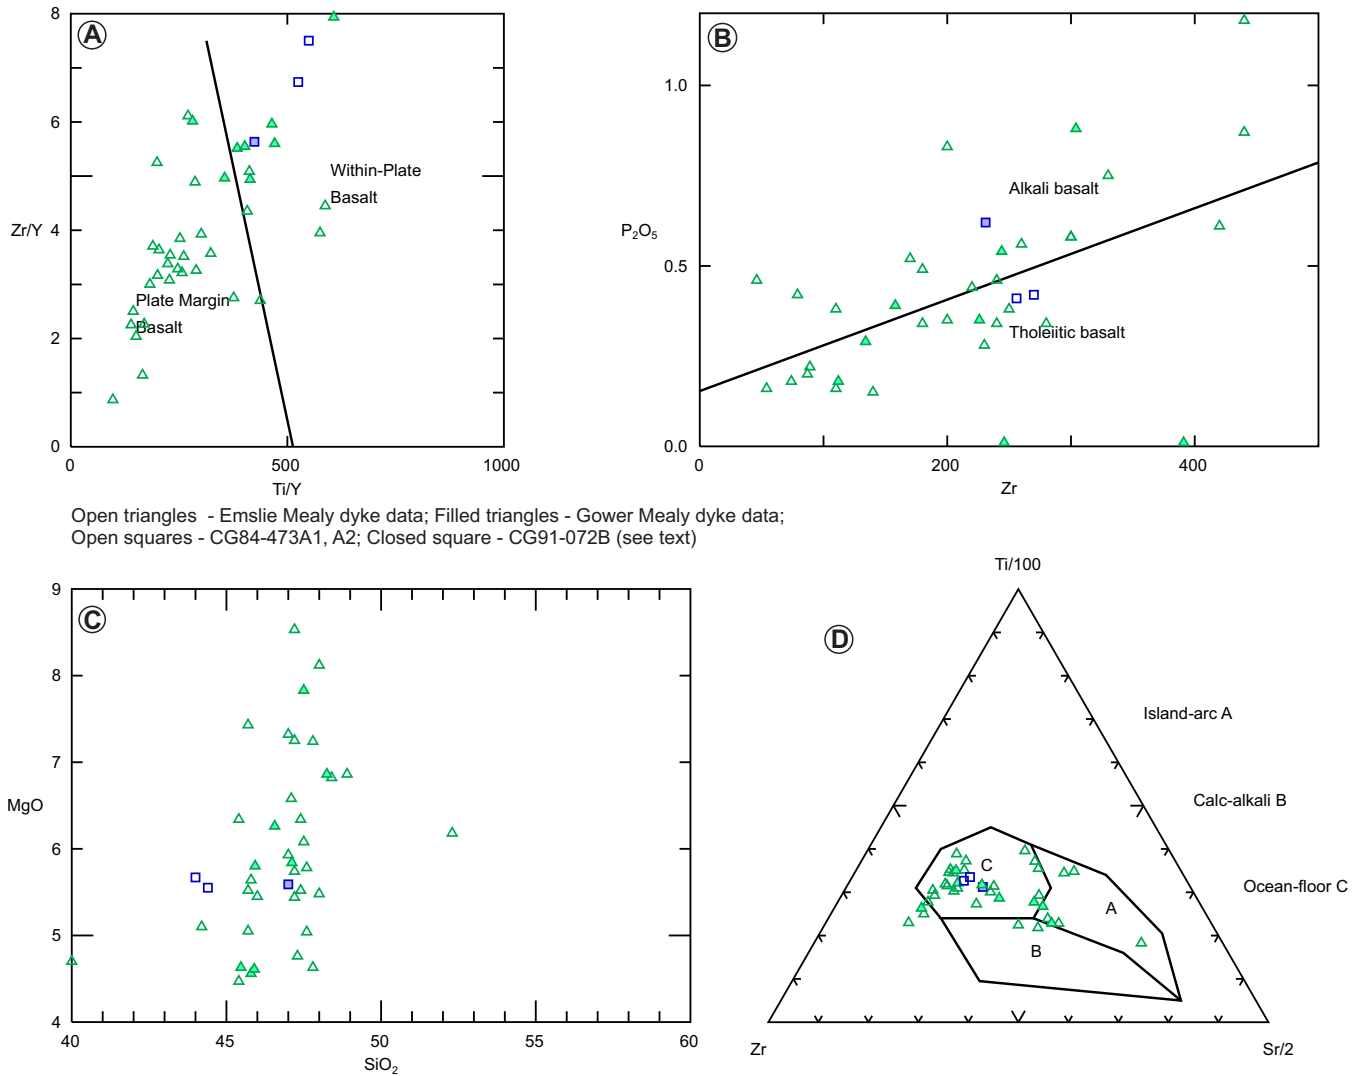 A
8
6
4
2
0
Zr/Y
Within-Plate
Basalt
Plate Margin
Basalt
0
500
1000
Ti/Y
B
1.0
0.5
0.0
P₂O₅
Alkali basalt
Tholeiitic basalt
0
200
400
Zr
Open triangles - Emslie Mealy dyke data; Filled triangles - Gower Mealy dyke data;
Open squares - CG84-473A1, A2; Closed square - CG91-072B (see text)
C
9
8
7
6
5
4
MgO
40
45
50
55
60
SiO₂
D
Ti/100
Island-arc A
Calc-alkali B
Ocean-floor C
C
A
B
Zr
Sr/2